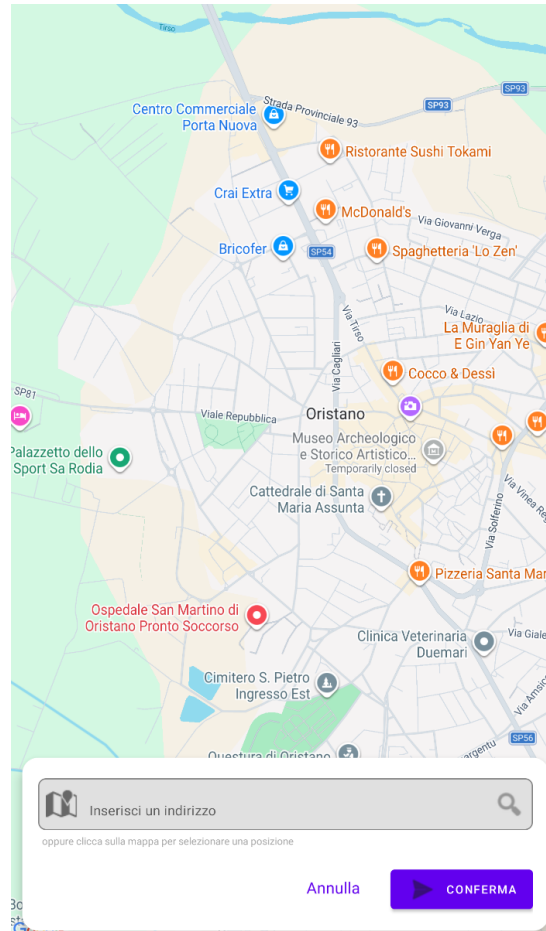 Tirso
SP93
Strada Provinciale 93
SP93
Centro Commerciale
Porta Nuova
Ristorante Sushi Tokami
Crai Extra
McDonald's
Via Giovanni Verga
Bricofer
SP54
Spaghetteria 'Lo Zen'
Via Tirso
Via Lazio
La Muraglia di
E Gin Yan Ye
Via Cagliari
Cocco & Dessì
SP81
Viale Repubblica
Oristano
Museo Archeologico
e Storico Artistico...
Temporarily closed
Palazzetto dello
Sport Sa Rodia
Cattedrale di Santa
Maria Assunta
Via Solferino
Via Vinea Reg
Pizzeria Santa Mar
Ospedale San Martino di
Oristano Pronto Soccorso
Clinica Veterinaria
Duemari
Via Giale
Cimitero S. Pietro
Ingresso Est
Via Amsic
SP56
Questura di Oristano
Inserisci un indirizzo
oppure clicca sulla mappa per selezionare una posizione
Annulla
CONFERMA